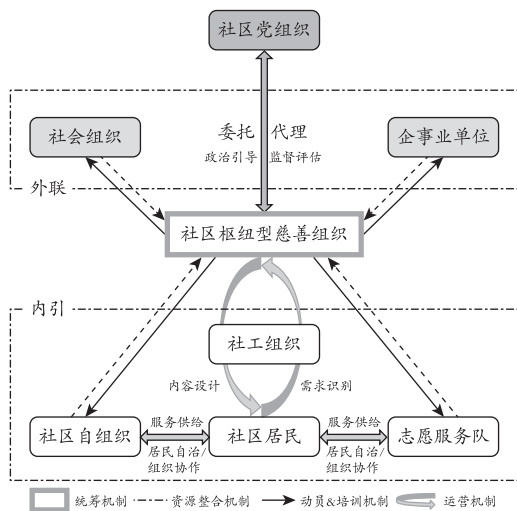 社区党组织
社会组织
委托 代理
企事业单位
政治引导 监督评估
外联
社区枢纽型慈善组织
内引
社工组织
内容设计
需求识别
社区自组织
服务供给
居民自治/
组织协作
社区居民
服务供给
居民自治/
组织协作
志愿服务队
统筹机制 资源整合机制 动员&培训机制 运营机制